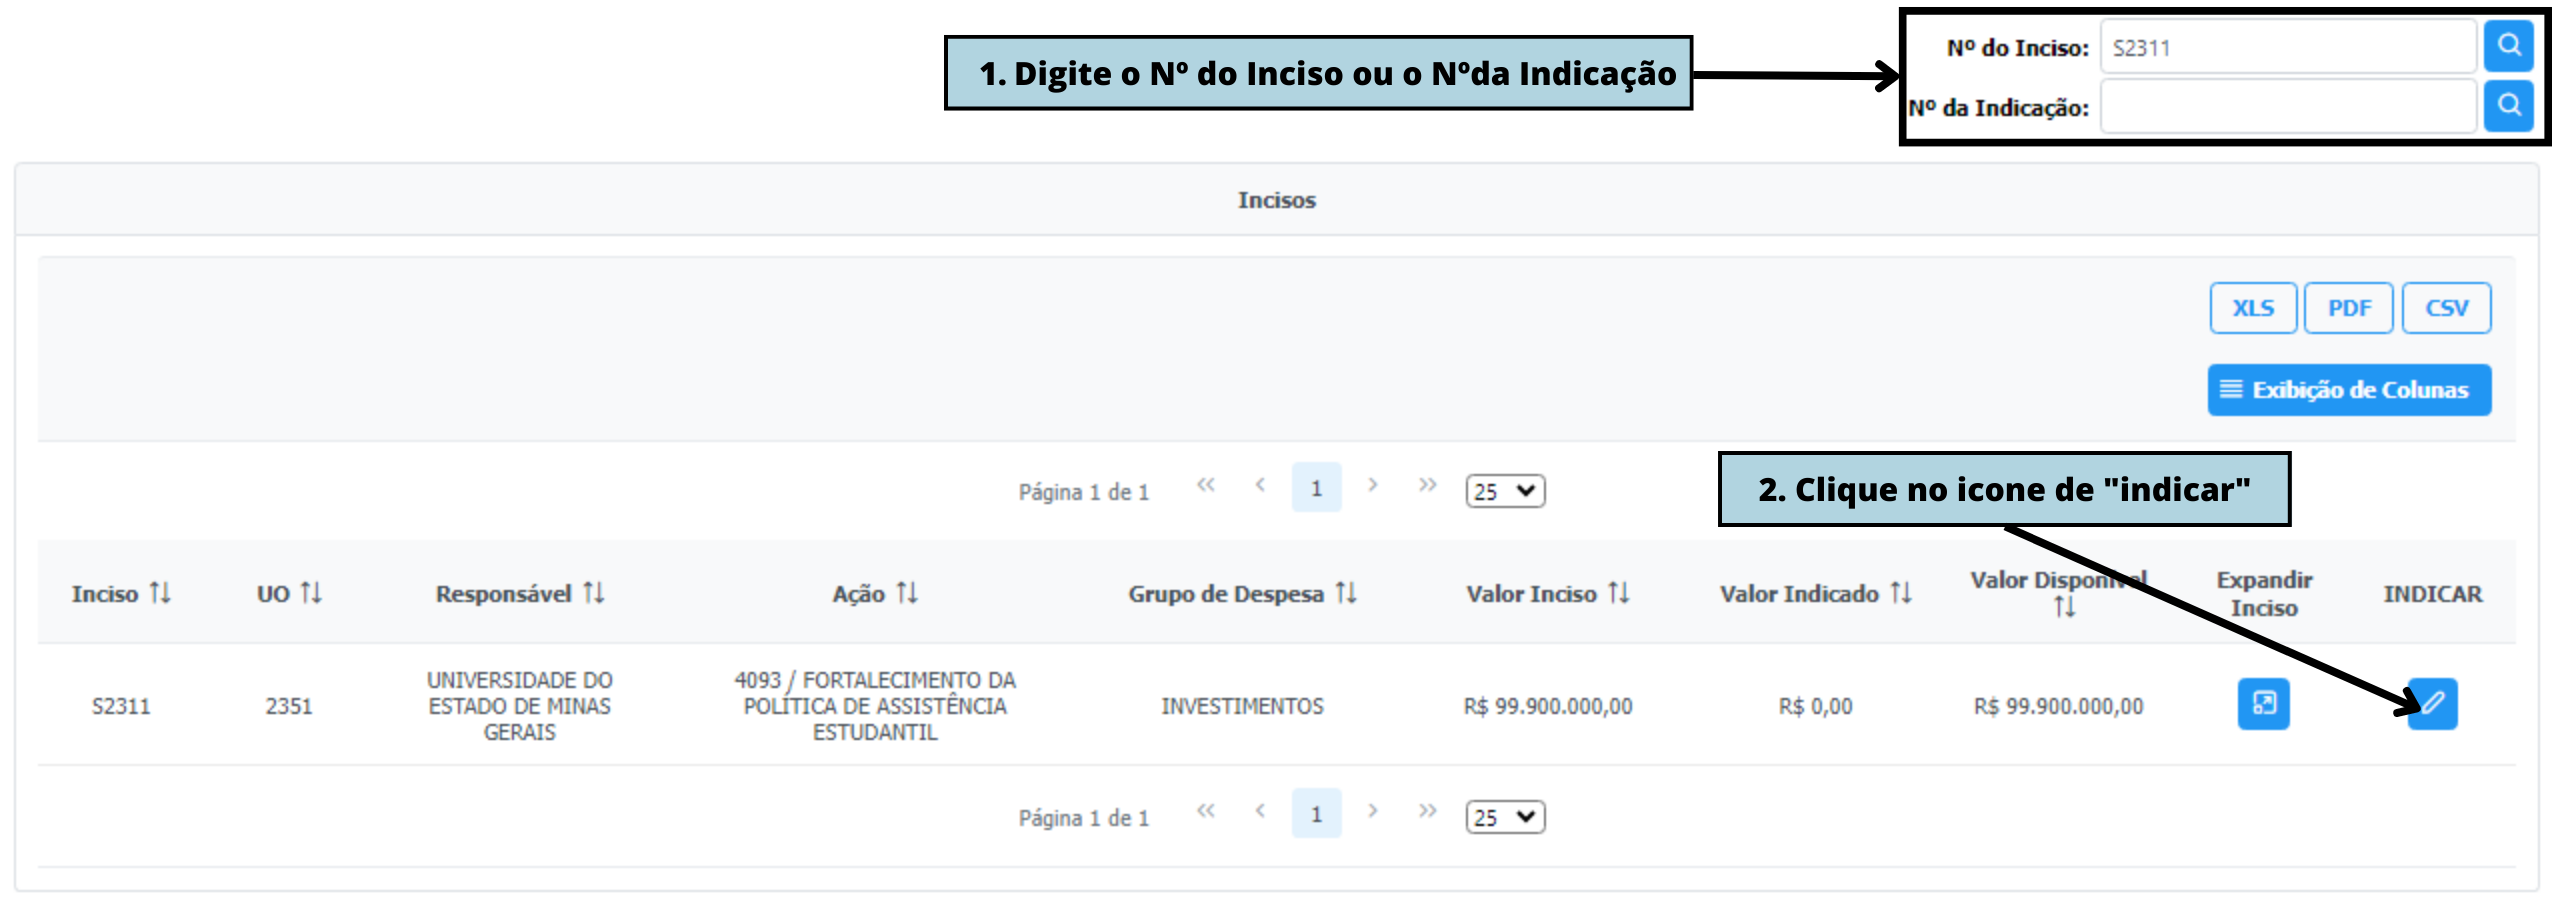 Nº do Inciso: S2311
1. Digite o Nº do Inciso ou o Nºda Indicação
Nº da Indicação:
Incisos
XLS PDF CSV
Exibição de Colunas
Página 1 de 1 « ‹ 1 › » 25
2. Clique no icone de "indicar"
Inciso ↑↓ UO ↑↓ Responsável ↑↓ Ação ↑↓ Grupo de Despesa ↑↓ Valor Inciso ↑↓ Valor Indicado ↑↓ Valor Disponível ↑↓ Expandir Inciso INDICAR
S2311 2351 UNIVERSIDADE DO ESTADO DE MINAS GERAIS 4093 / FORTALECIMENTO DA POLÍTICA DE ASSISTÊNCIA ESTUDANTIL INVESTIMENTOS R$ 99.900.000,00 R$ 0,00 R$ 99.900.000,00
Página 1 de 1 « ‹ 1 › » 25